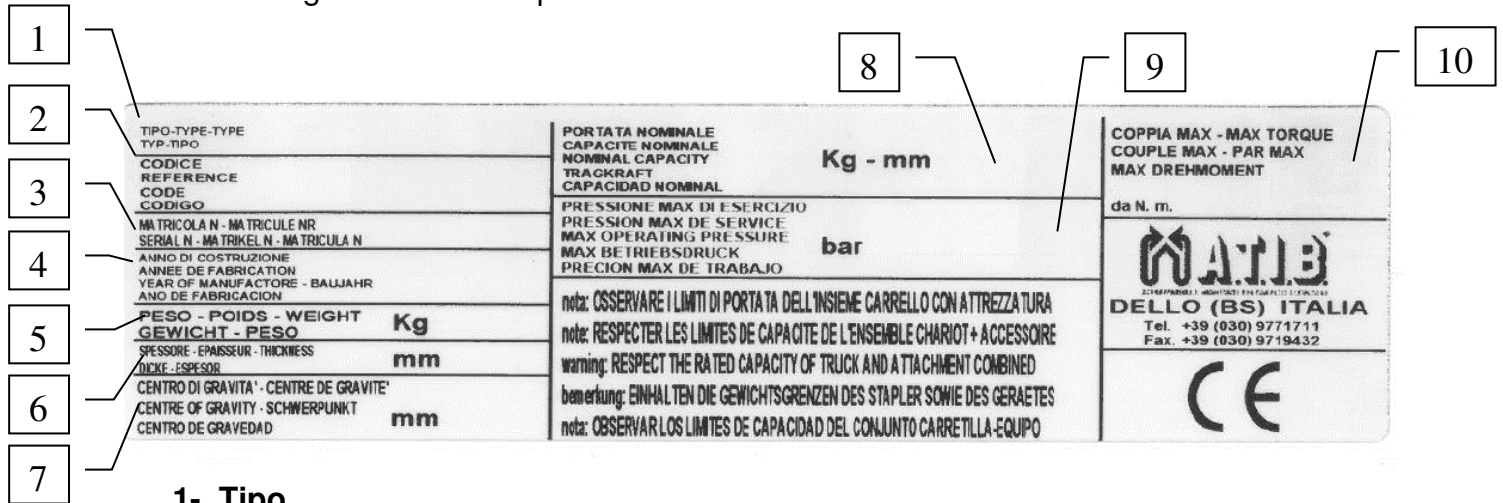 1
2
3
4
5
6
7
8
9
10
TIPO-TYPE-TYPE
TYP-TIPO
CODICE
REFERENCE
CODE
CODIGO
MATRICOLA N - MATRICULE NR
SERIAL N - MATRIKEL N - MATRICULA N
ANNO DI COSTRUZIONE
ANNEE DE FABRICATION
YEAR OF MANUFACTORE - BAUJAHR
ANO DE FABRICACION
PESO - POIDS - WEIGHT
GEWICHT - PESO
Kg
SPESSORE - EPAISSEUR - THICKNESS
DICKE - ESPESOR
mm
CENTRO DI GRAVITA' - CENTRE DE GRAVITE'
CENTRE OF GRAVITY - SCHWERPUNKT
CENTRO DE GRAVEDAD
mm
PORTATA NOMINALE
CAPACITE NOMINALE
NOMINAL CAPACITY
TRAGKRAFT
CAPACIDAD NOMINAL
Kg - mm
PRESSIONE MAX DI ESERCIZIO
PRESSION MAX DE SERVICE
MAX OPERATING PRESSURE
MAX BETRIEBSDRUCK
PRECION MAX DE TRABAJO
bar
nota: OSSERVARE I LIMITI DI PORTATA DELL'INSIEME CARRELLO CON ATTREZZATURA
note: RESPECTER LES LIMITES DE CAPACITE DE L'ENSEMBLE CHARIOT + ACCESSOIRE
warning: RESPECT THE RATED CAPACITY OF TRUCK AND ATTACHMENT COMBINED
bemerkung: EINHALTEN DIE GEWICHTSGRENZEN DES STAPLER SOWIE DES GERAETES
nota: OBSERVAR LOS LIMITES DE CAPACIDAD DEL CONJUNTO CARRETILLA-EQUIPO
COPPIA MAX - MAX TORQUE
COUPLE MAX - PAR MAX
MAX DREHMOMENT
da N. m.
A.T.I.B.
DELLO (BS) ITALIA
Tel. +39 (030) 9771711
Fax. +39 (030) 9719432
CE
1- Tipo